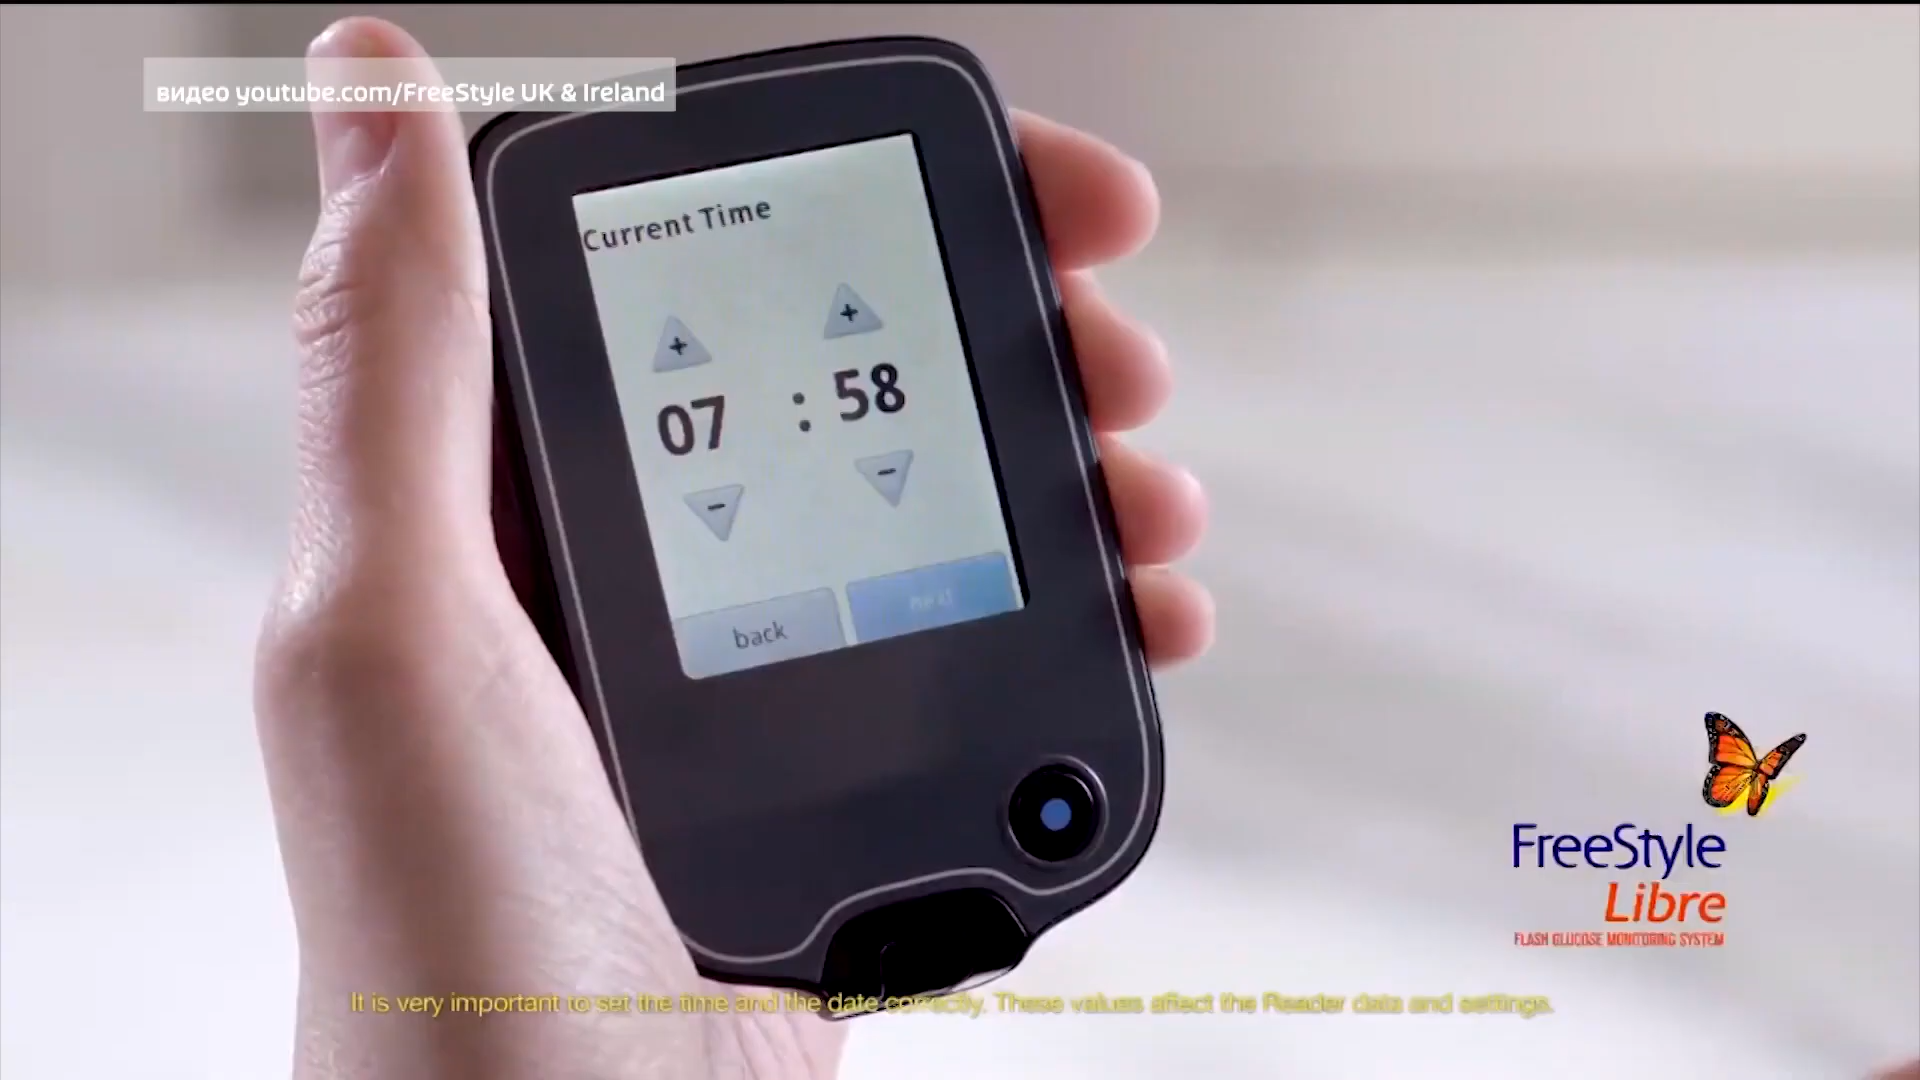 видео youtube.com/FreeStyle UK & Ireland
Current Time
+ +
07 : 58
- -
back next
FreeStyle
Libre
FLASH GLUCOSE MONITORING SYSTEM
It is very important to set the time and the date correctly. These values affect the Reader data and settings.